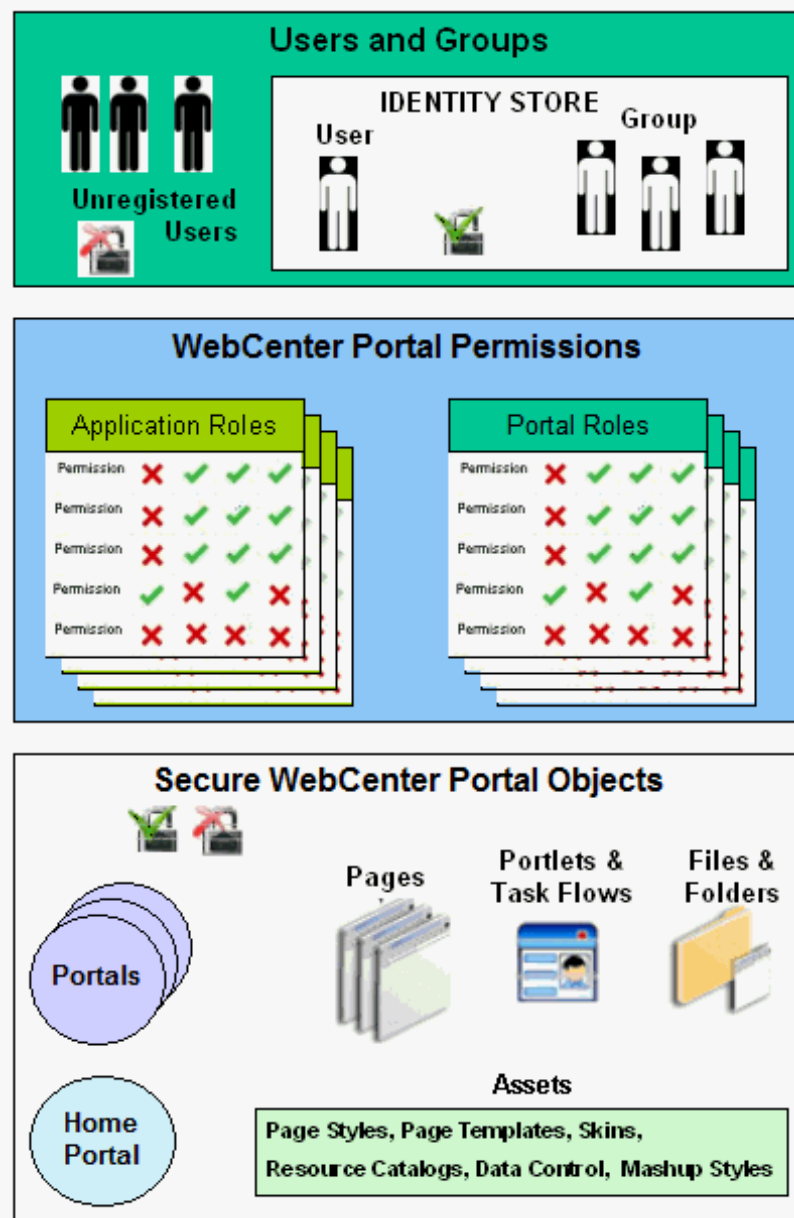 Users and Groups
IDENTITY STORE
User
Group
Unregistered
Users
WebCenter Portal Permissions
Application Roles
Permission
Permission
Permission
Permission
Permission
Portal Roles
Permission
Permission
Permission
Permission
Permission
Secure WebCenter Portal Objects
Pages
Portlets &
Task Flows
Files &
Folders
Portals
Home
Portal
Assets
Page Styles, Page Templates, Skins,
Resource Catalogs, Data Control, Mashup Styles